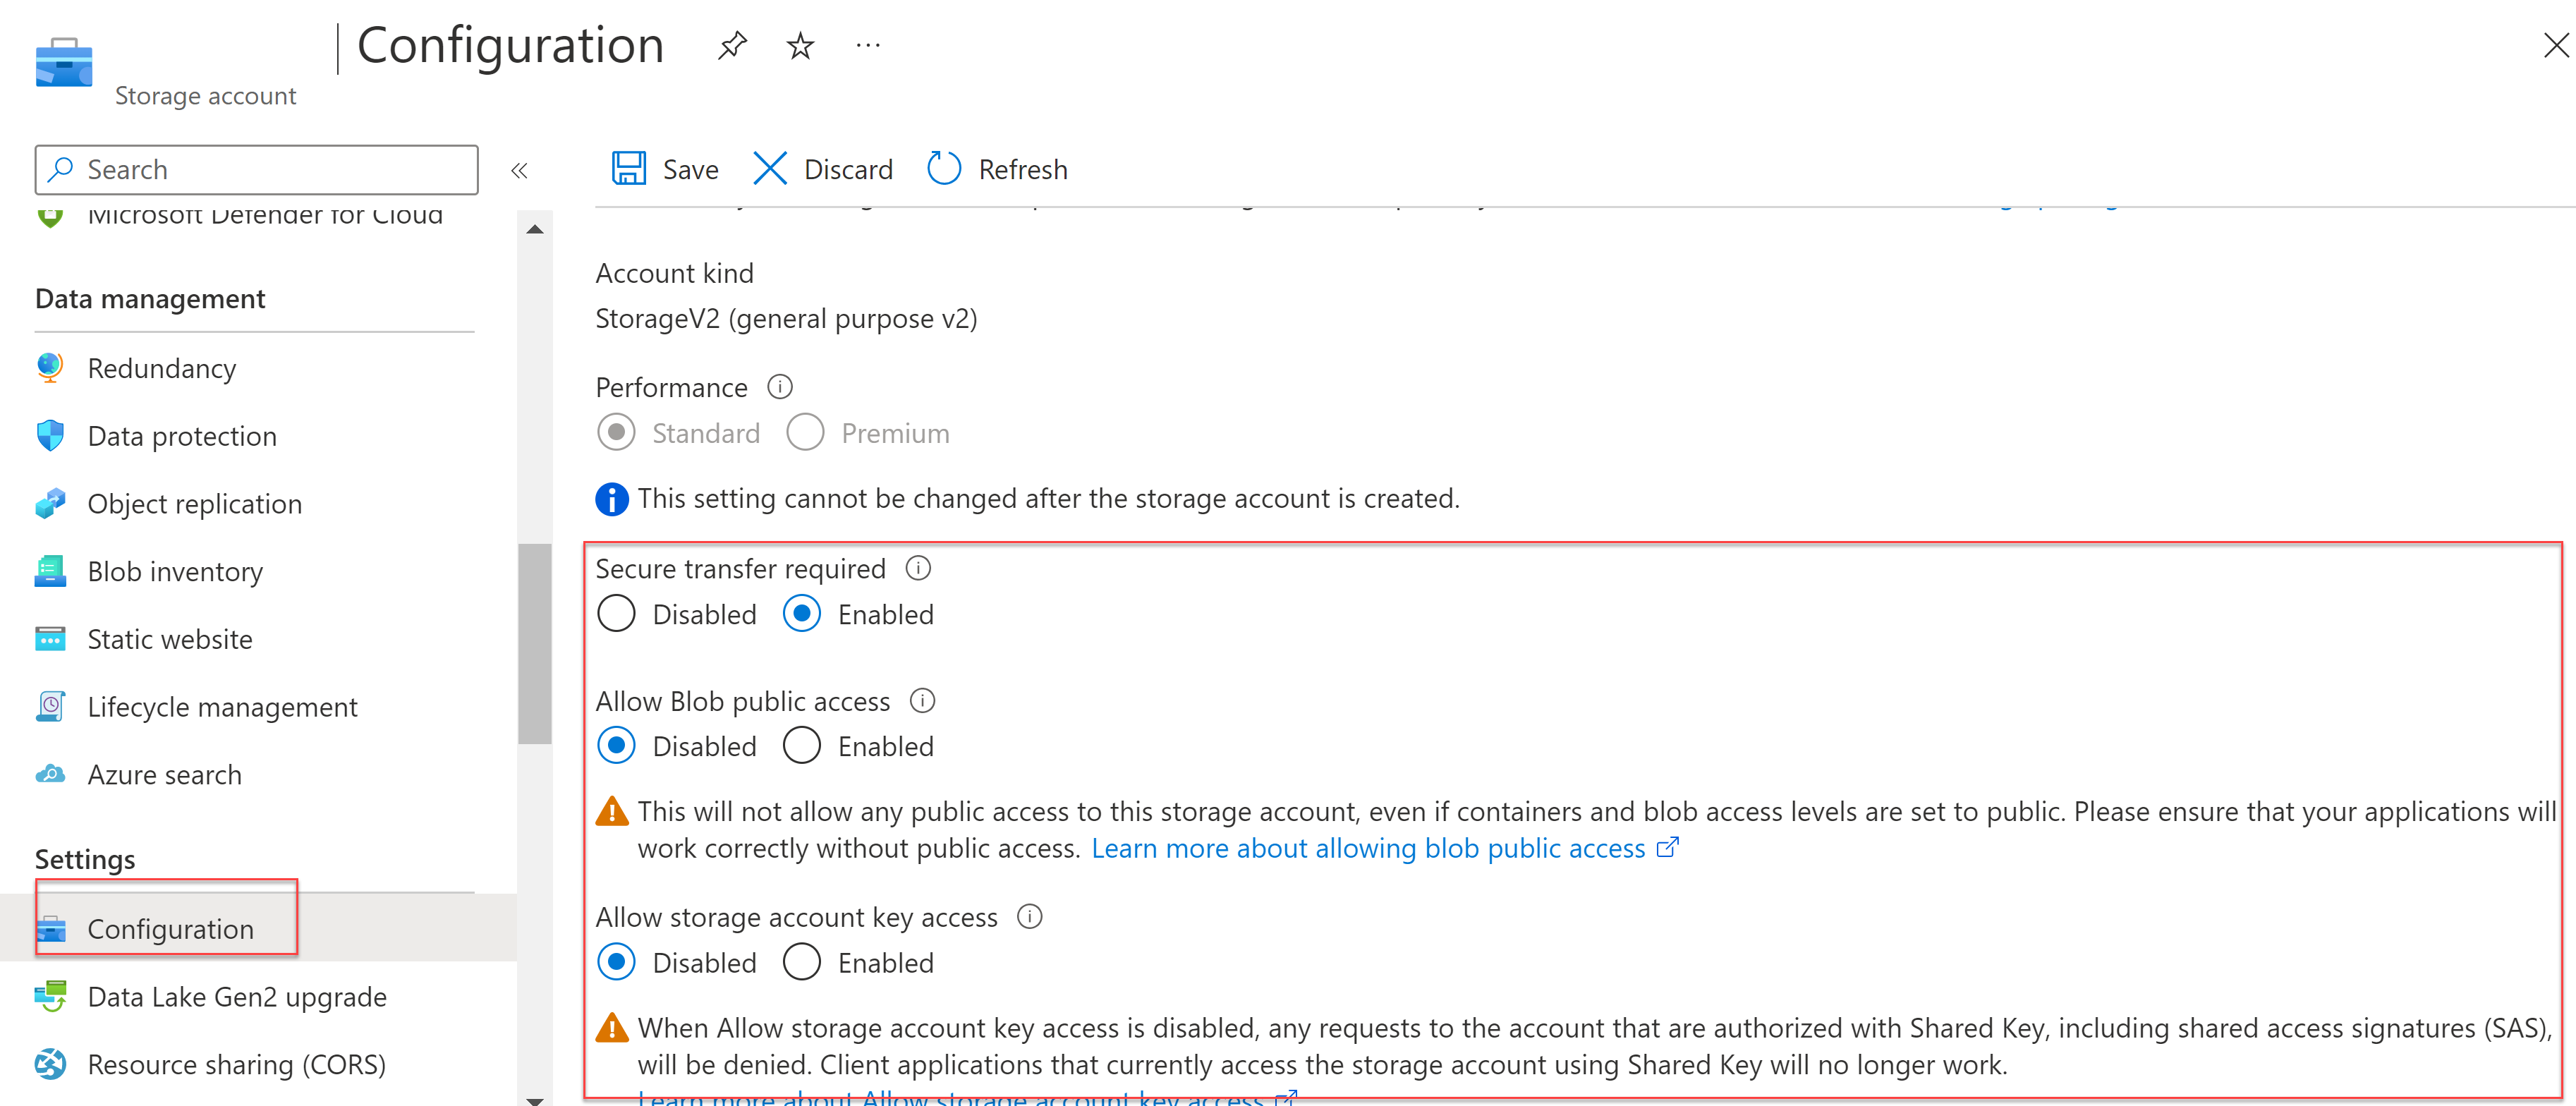 Configuration
Storage account
Search
Save
Discard
Refresh
Microsoft Defender for Cloud
Data management
Redundancy
Data protection
Object replication
Blob inventory
Static website
Lifecycle management
Azure search
Settings
Configuration
Data Lake Gen2 upgrade
Resource sharing (CORS)
Account kind
StorageV2 (general purpose v2)
Performance
Standard
Premium
This setting cannot be changed after the storage account is created.
Secure transfer required
Disabled
Enabled
Allow Blob public access
Disabled
Enabled
This will not allow any public access to this storage account, even if containers and blob access levels are set to public. Please ensure that your applications will
work correctly without public access. Learn more about allowing blob public access
Allow storage account key access
Disabled
Enabled
When Allow storage account key access is disabled, any requests to the account that are authorized with Shared Key, including shared access signatures (SAS),
will be denied. Client applications that currently access the storage account using Shared Key will no longer work.
Learn more about Allow storage account key access